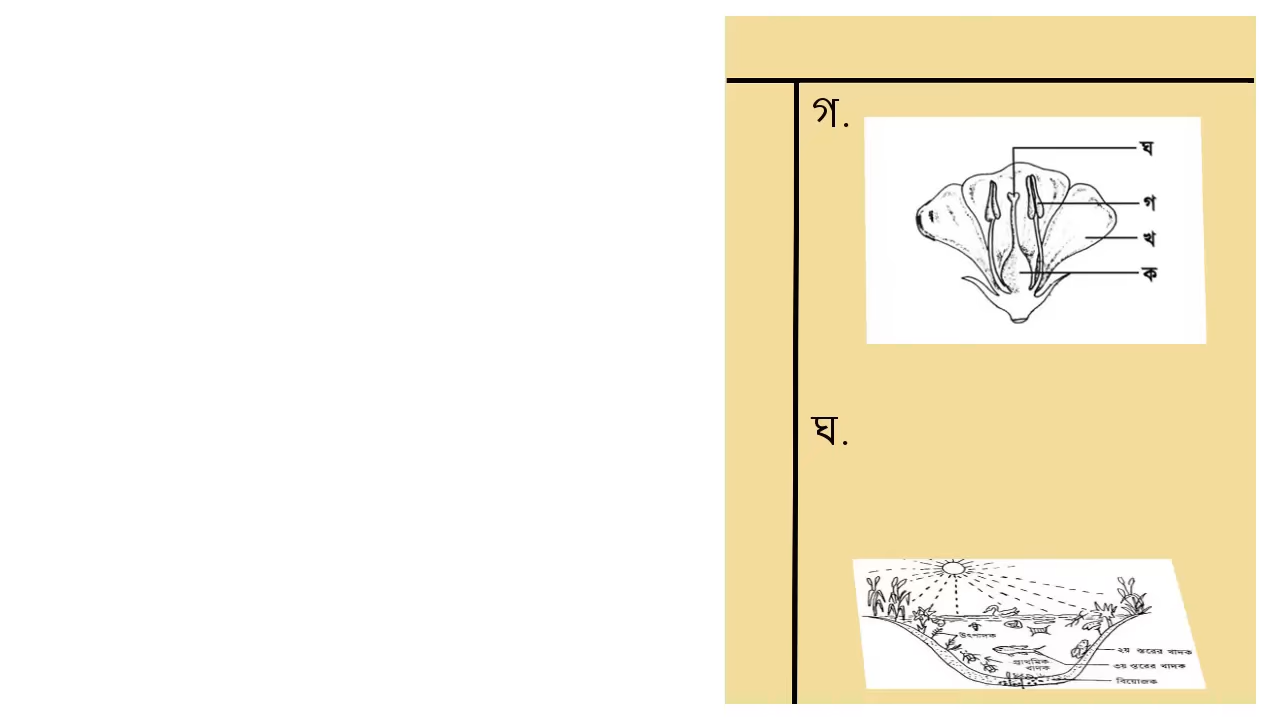 গ.
ঘ
গ
খ
ক
ঘ.
উৎপাদক
প্রাথমিক
খাদক
২য় স্তরের খাদক
৩য় স্তরের খাদক
বিয়োজক